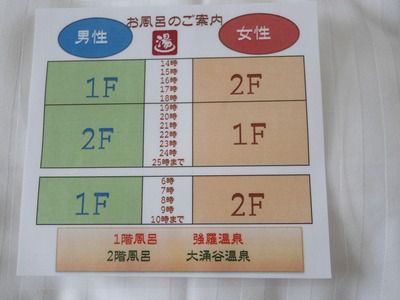 お風呂のご案内
男性 湯 女性
14時
15時
1F 16時 2F
17時
18時
19時
20時
21時
2F 22時 1F
23時
24時
25時まで
6時
7時
1F 8時 2F
9時
10時まで
1階風呂 強羅温泉
2階風呂 大涌谷温泉